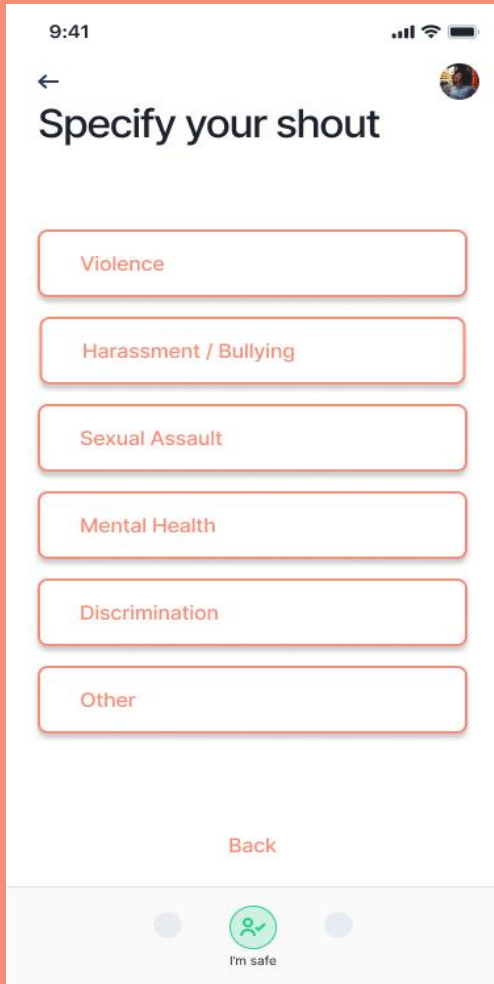 9:41
Specify your shout
Violence
Harassment / Bullying
Sexual Assault
Mental Health
Discrimination
Other
Back
I'm safe